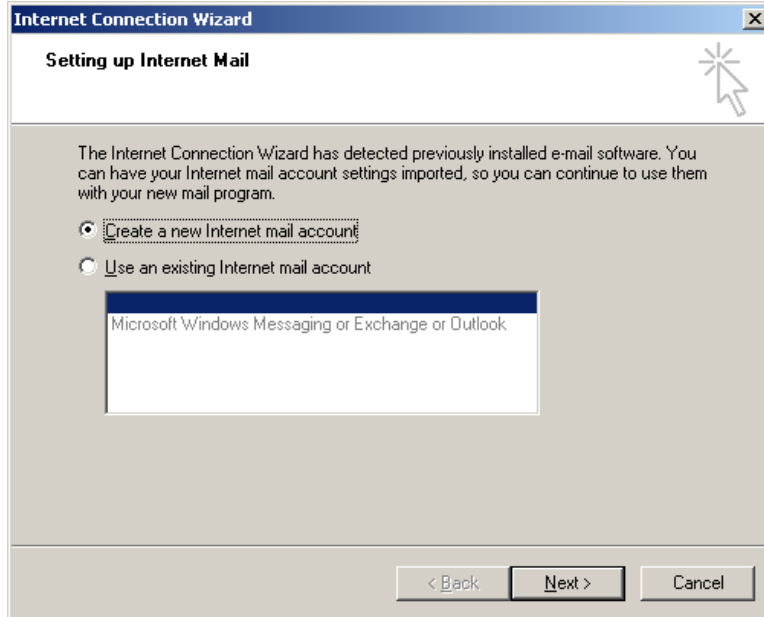 Internet Connection Wizard
Setting up Internet Mail
The Internet Connection Wizard has detected previously installed e-mail software. You
can have your Internet mail account settings imported, so you can continue to use them
with your new mail program.
Create a new Internet mail account
Use an existing Internet mail account
Microsoft Windows Messaging or Exchange or Outlook
< Back
Next >
Cancel